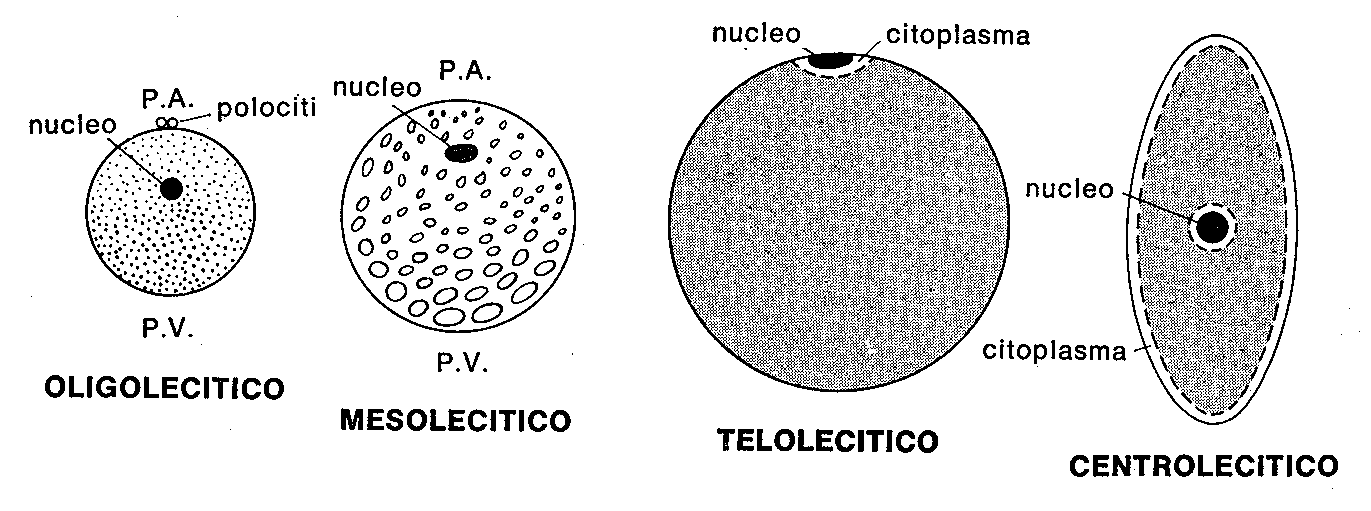 P.A.
polociti
nucleo
P.V.
OLIGOLECITICO
P.A.
nucleo
P.V.
MESOLECITICO
nucleo
citoplasma
TELOLECITICO
nucleo
citoplasma
CENTROLECITICO